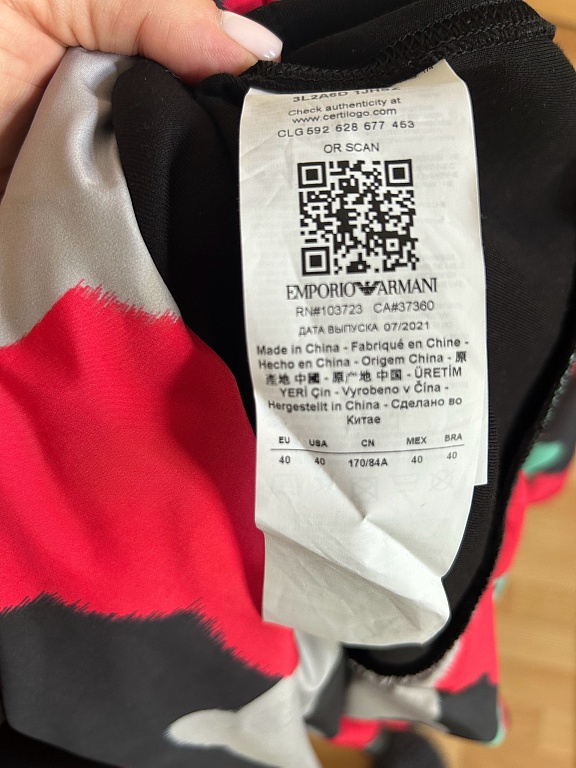 Check authenticity at
www.certilogo.com
CLG 592 628 677 453
OR SCAN
EMPORIO ARMANI
RN#103723 CA#37360
ДАТА ВЫПУСКА 07/2021
Made in China - Fabriqué en Chine -
Hecho en China - Origem China - 原
產地 中國 - 原产地 中国 - ÜRETİM
YERİ Çin - Vyrobeno v Čína -
Hergestellt in China - Сделано во
Китае
EU USA CN MEX BRA
40 40 170/84A 40 40